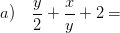 a) y/2 + x/y + 2 =